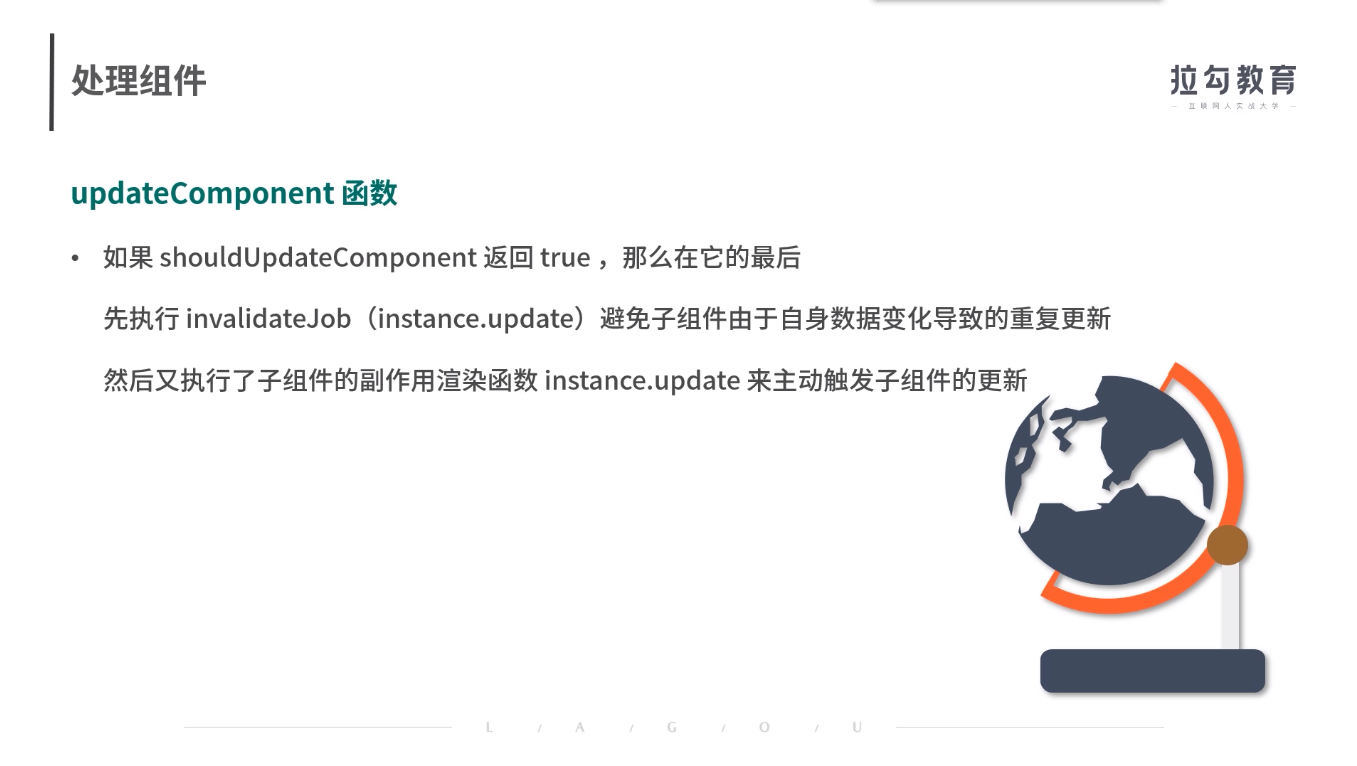 处理组件
拉勾教育
— 互联网人实战大学 —
updateComponent 函数
• 如果 shouldUpdateComponent 返回 true ，那么在它的最后
先执行 invalidateJob（instance.update）避免子组件由于自身数据变化导致的重复更新
然后又执行了子组件的副作用渲染函数 instance.update 来主动触发子组件的更新
L / A / G / O / U